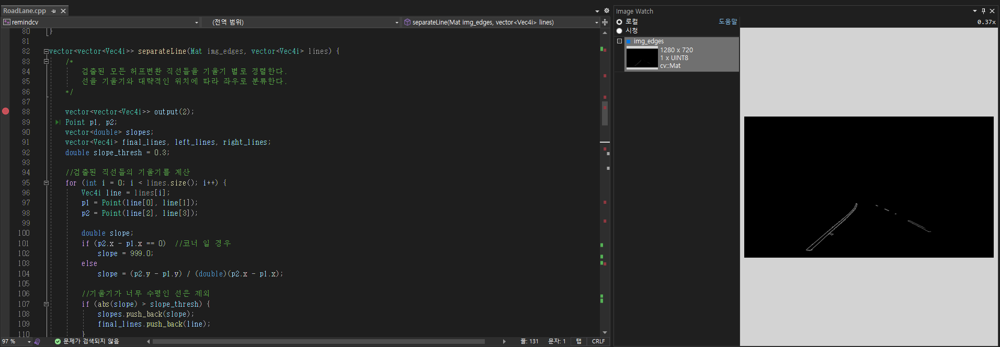 RoadLane.cpp
remindcv
(전역 범위)
separateLine(Mat img_edges, vector<Vec4i> lines)
80 }
81
82 vector<vector<Vec4i>> separateLine(Mat img_edges, vector<Vec4i> lines) {
83 /*
84 검출된 모든 허프변환 직선들을 기울기 별로 정렬한다.
85 선을 기울기와 대략적인 위치에 따라 좌우로 분류한다.
86 */
87
88 vector<vector<Vec4i>> output(2);
89 Point p1, p2;
90 vector<double> slopes;
91 vector<Vec4i> final_lines, left_lines, right_lines;
92 double slope_thresh = 0.3;
93
94 //검출된 직선들의 기울기를 계산
95 for (int i = 0; i < lines.size(); i++) {
96 Vec4i line = lines[i];
97 p1 = Point(line[0], line[1]);
98 p2 = Point(line[2], line[3]);
99
100 double slope;
101 if (p2.x - p1.x == 0) //코너 일 경우
102 slope = 999.0;
103 else
104 slope = (p2.y - p1.y) / (double)(p2.x - p1.x);
105
106 //기울기가 너무 수평인 선은 제외
107 if (abs(slope) > slope_thresh) {
108 slopes.push_back(slope);
109 final_lines.push_back(line);
110 }
97 %
문제가 검색되지 않음
줄: 131
문자: 1
탭
CRLF
Image Watch
로컬
도움말
0.37x
시청
img_edges
1280 x 720
1 x UINT8
cv::Mat